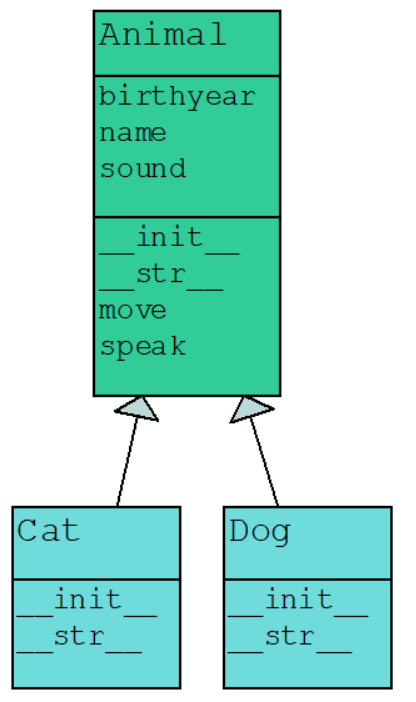 Animal
birthyear
name
sound
__init__
__str__
move
speak
Cat
__init__
__str__
Dog
__init__
__str__